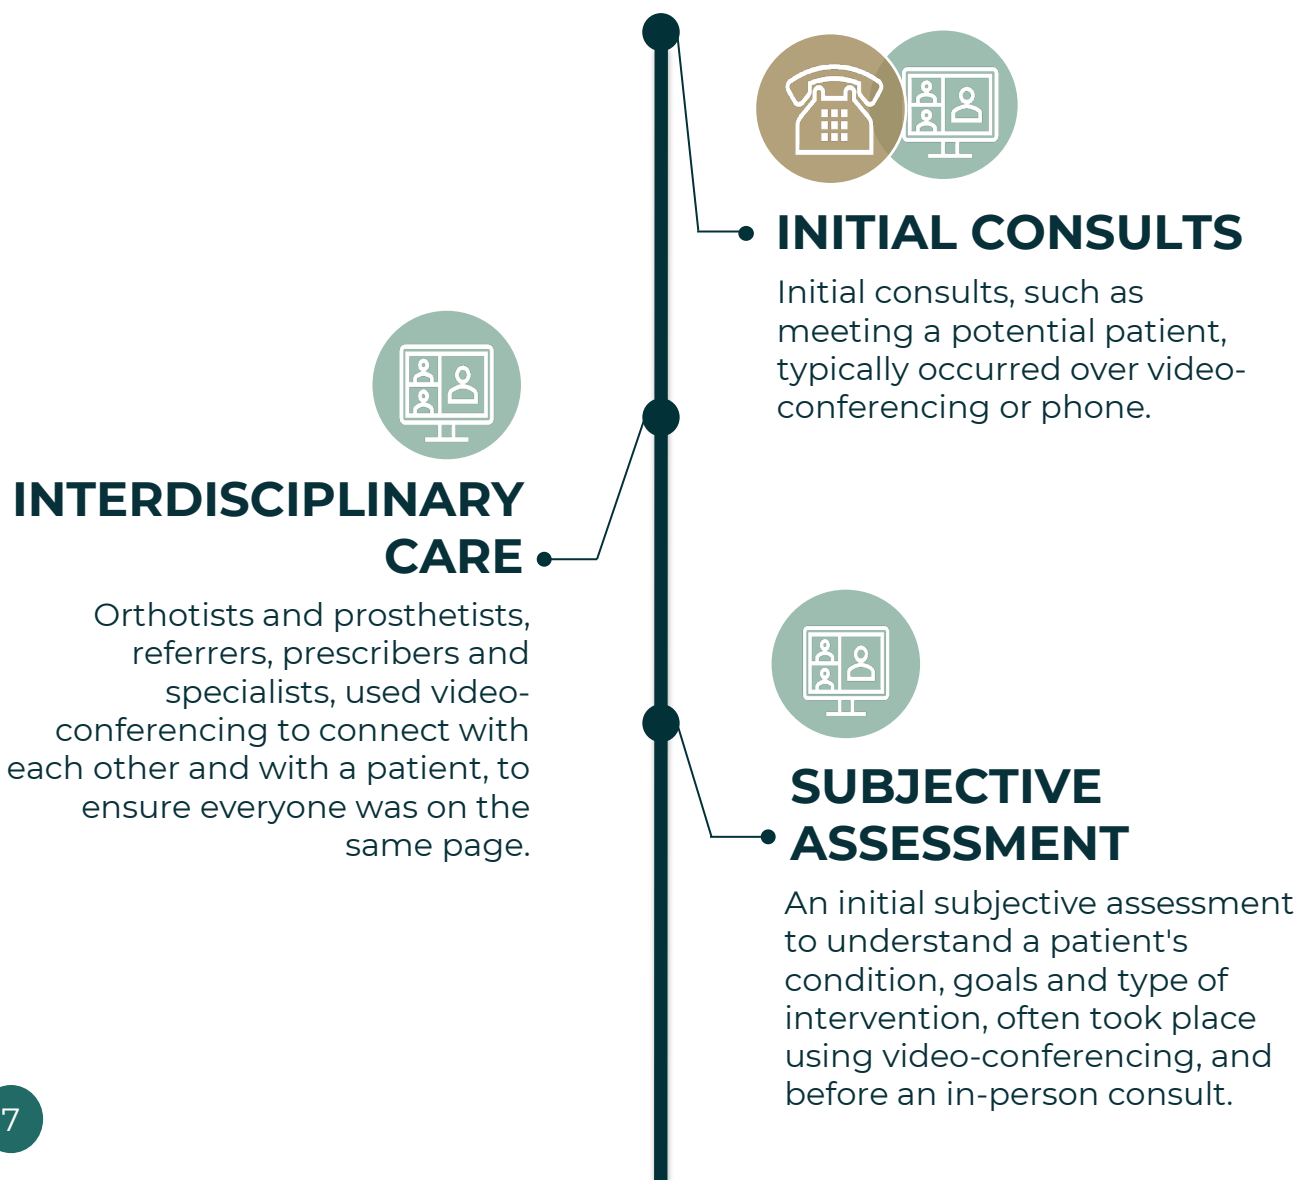 INITIAL CONSULTS
Initial consults, such as
meeting a potential patient,
typically occurred over video-
conferencing or phone.
INTERDISCIPLINARY
CARE
Orthotists and prosthetists,
referrers, prescribers and
specialists, used video-
conferencing to connect with
each other and with a patient, to
ensure everyone was on the
same page.
SUBJECTIVE
ASSESSMENT
An initial subjective assessment
to understand a patient's
condition, goals and type of
intervention, often took place
using video-conferencing, and
before an in-person consult.
7